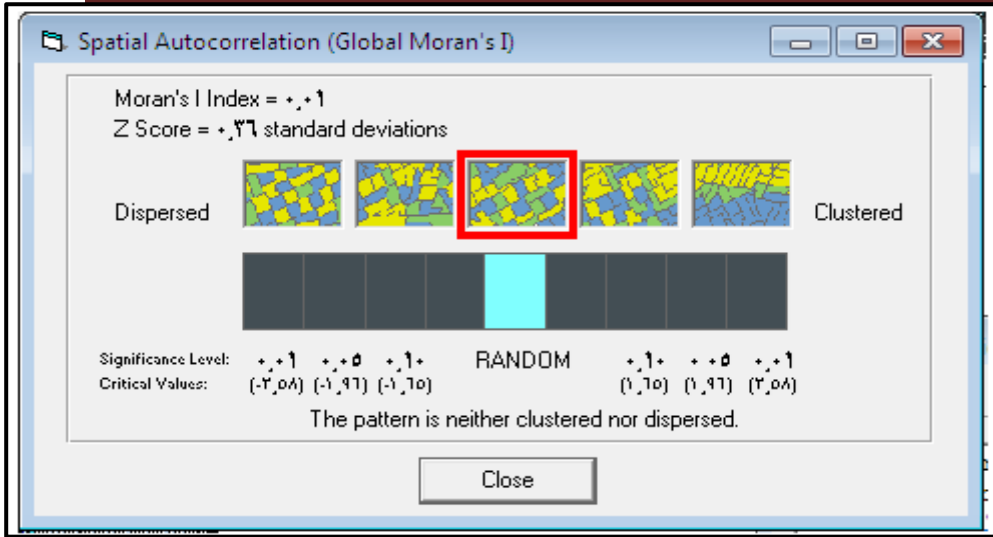 Spatial Autocorrelation (Global Moran's I)
Moran's I Index = ٠٫٠١
Z Score = ٠٫٣٦ standard deviations
Dispersed
Clustered
Significance Level: ٠٫٠١ ٠٫٠٥ ٠٫١٠ RANDOM ٠٫١٠ ٠٫٠٥ ٠٫٠١
Critical Values: (-٢٫٥٨) (-١٫٩٦) (-١٫٦٥) (١٫٦٥) (١٫٩٦) (٢٫٥٨)
The pattern is neither clustered nor dispersed.
Close